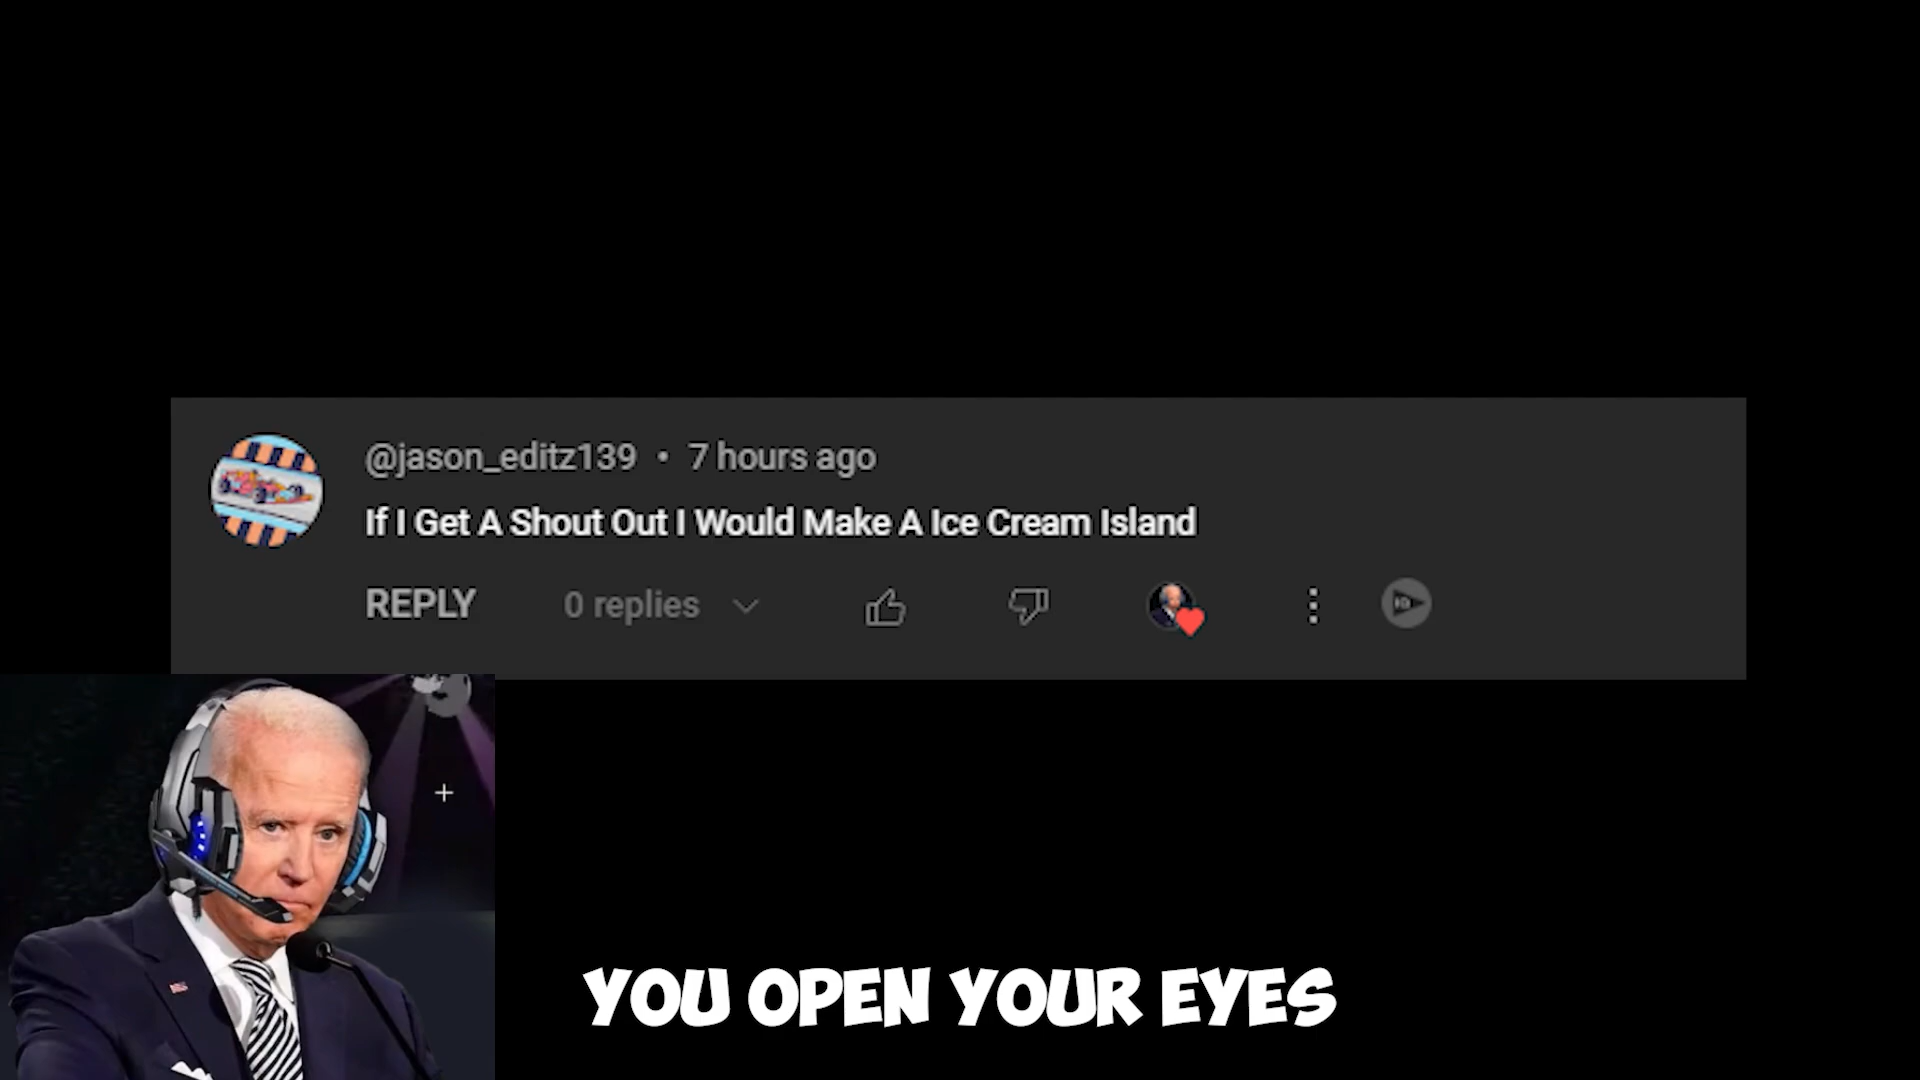 @jason_editz139 • 7 hours ago
If I Get A Shout Out I Would Make A Ice Cream Island
REPLY 0 replies
YOU OPEN YOUR EYES